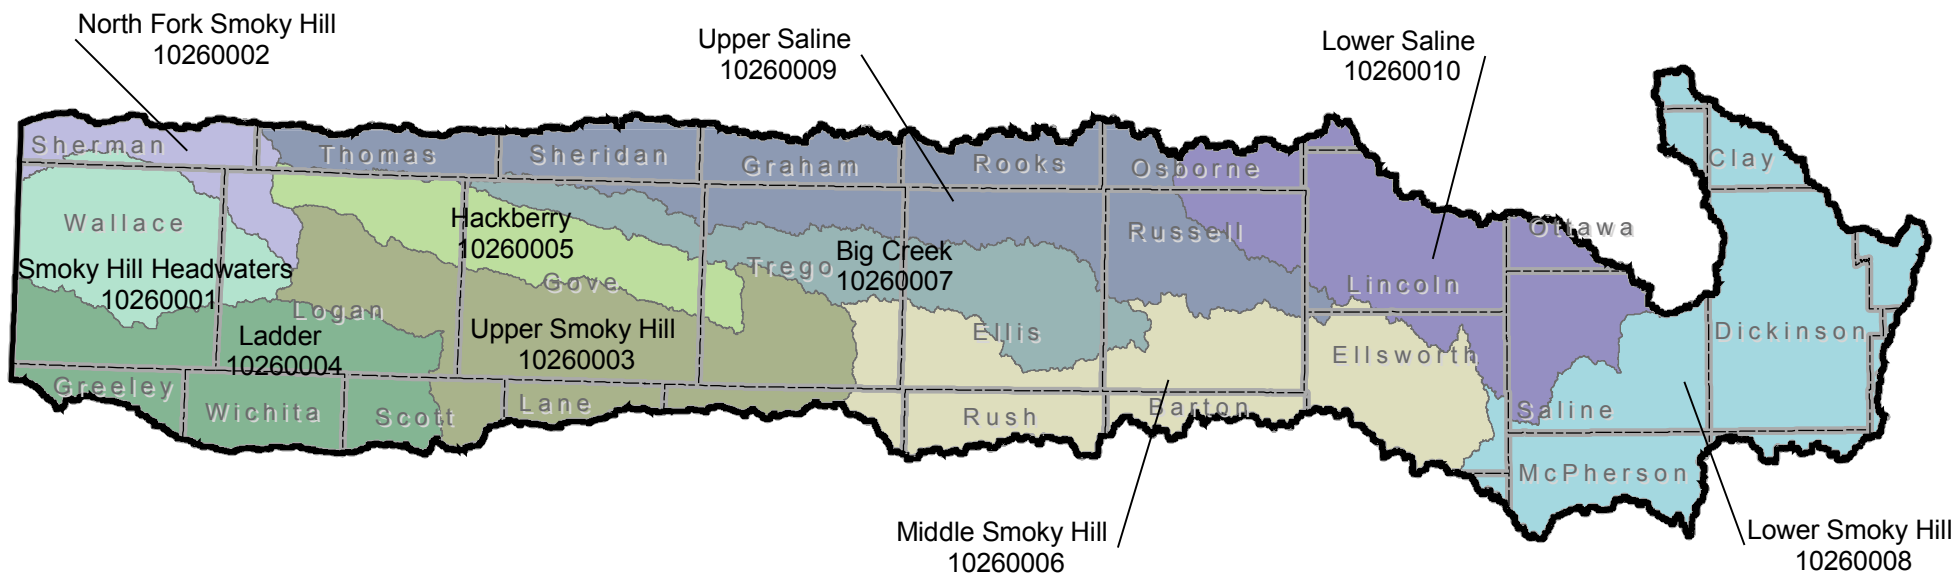 North Fork Smoky Hill
10260002
Upper Saline
10260009
Lower Saline
10260010
Sherman
Thomas
Sheridan
Graham
Rooks
Osborne
Clay
Wallace
Hackberry
10260005
Trego
Big Creek
10260007
Russell
Ottawa
Smoky Hill Headwaters
10260001
Gove
Lincoln
Logan
Ladder
10260004
Upper Smoky Hill
10260003
Ellis
Ellsworth
Dickinson
Greeley
Wichita
Scott
Lane
Rush
Barton
Saline
McPherson
Middle Smoky Hill
10260006
Lower Smoky Hill
10260008